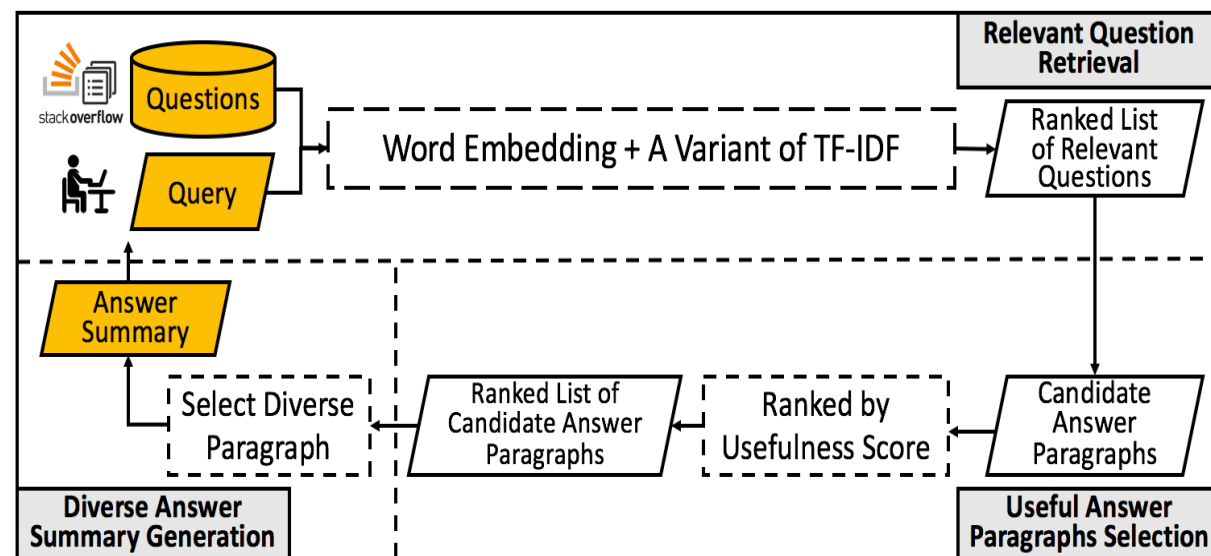 Relevant Question
Retrieval
stackoverflow
Questions
Query
Word Embedding + A Variant of TF-IDF
Ranked List
of Relevant
Questions
Answer
Summary
Select Diverse
Paragraph
Ranked List of
Candidate Answer
Paragraphs
Ranked by
Usefulness Score
Candidate
Answer
Paragraphs
Diverse Answer
Summary Generation
Useful Answer
Paragraphs Selection